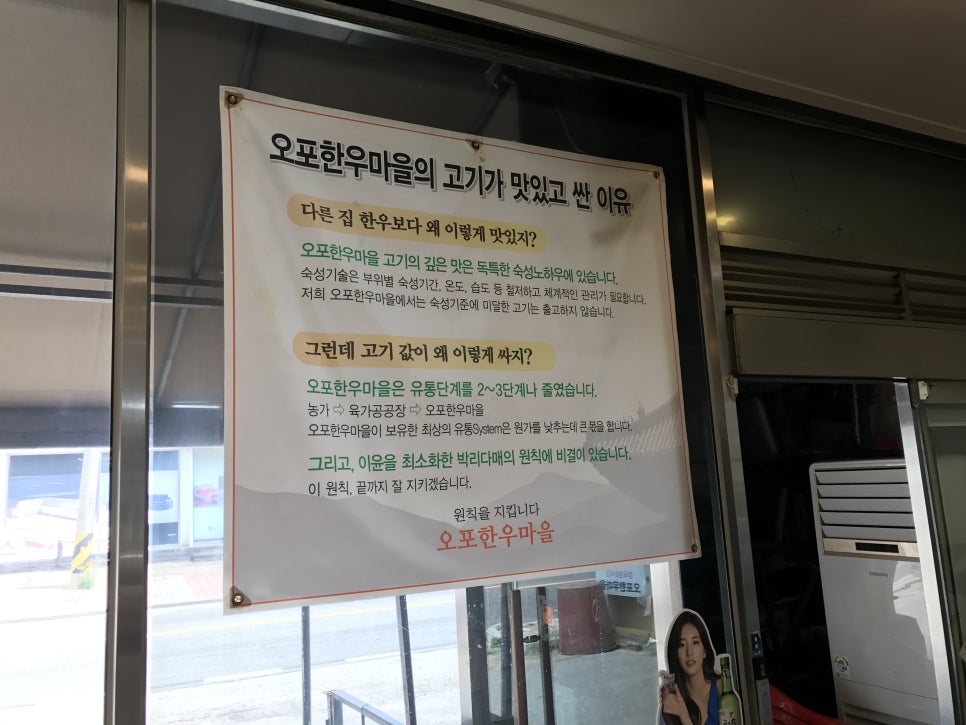 오포한우마을의 고기가 맛있고 싼 이유
다른 집 한우보다 왜 이렇게 맛있지?
오포한우마을 고기의 깊은 맛은 독특한 숙성노하우에 있습니다.
숙성기술은 부위별 숙성기간, 온도, 습도 등 철저하고 체계적인 관리가 필요합니다.
저희 오포한우마을에서는 숙성기준에 미달한 고기는 출고하지 않습니다.
그런데 고기 값이 왜 이렇게 싸지?
오포한우마을은 유통단계를 2~3단계나 줄였습니다.
농가 ⇨ 육가공공장 ⇨ 오포한우마을
오포한우마을이 보유한 최상의 유통System은 원가를 낮추는데 큰 몫을 합니다.
그리고, 이윤을 최소화한 박리다매의 원칙에 비결이 있습니다.
이 원칙, 끝까지 잘 지키겠습니다.
원칙을 지킵니다
오포한우마을
오포한우마을